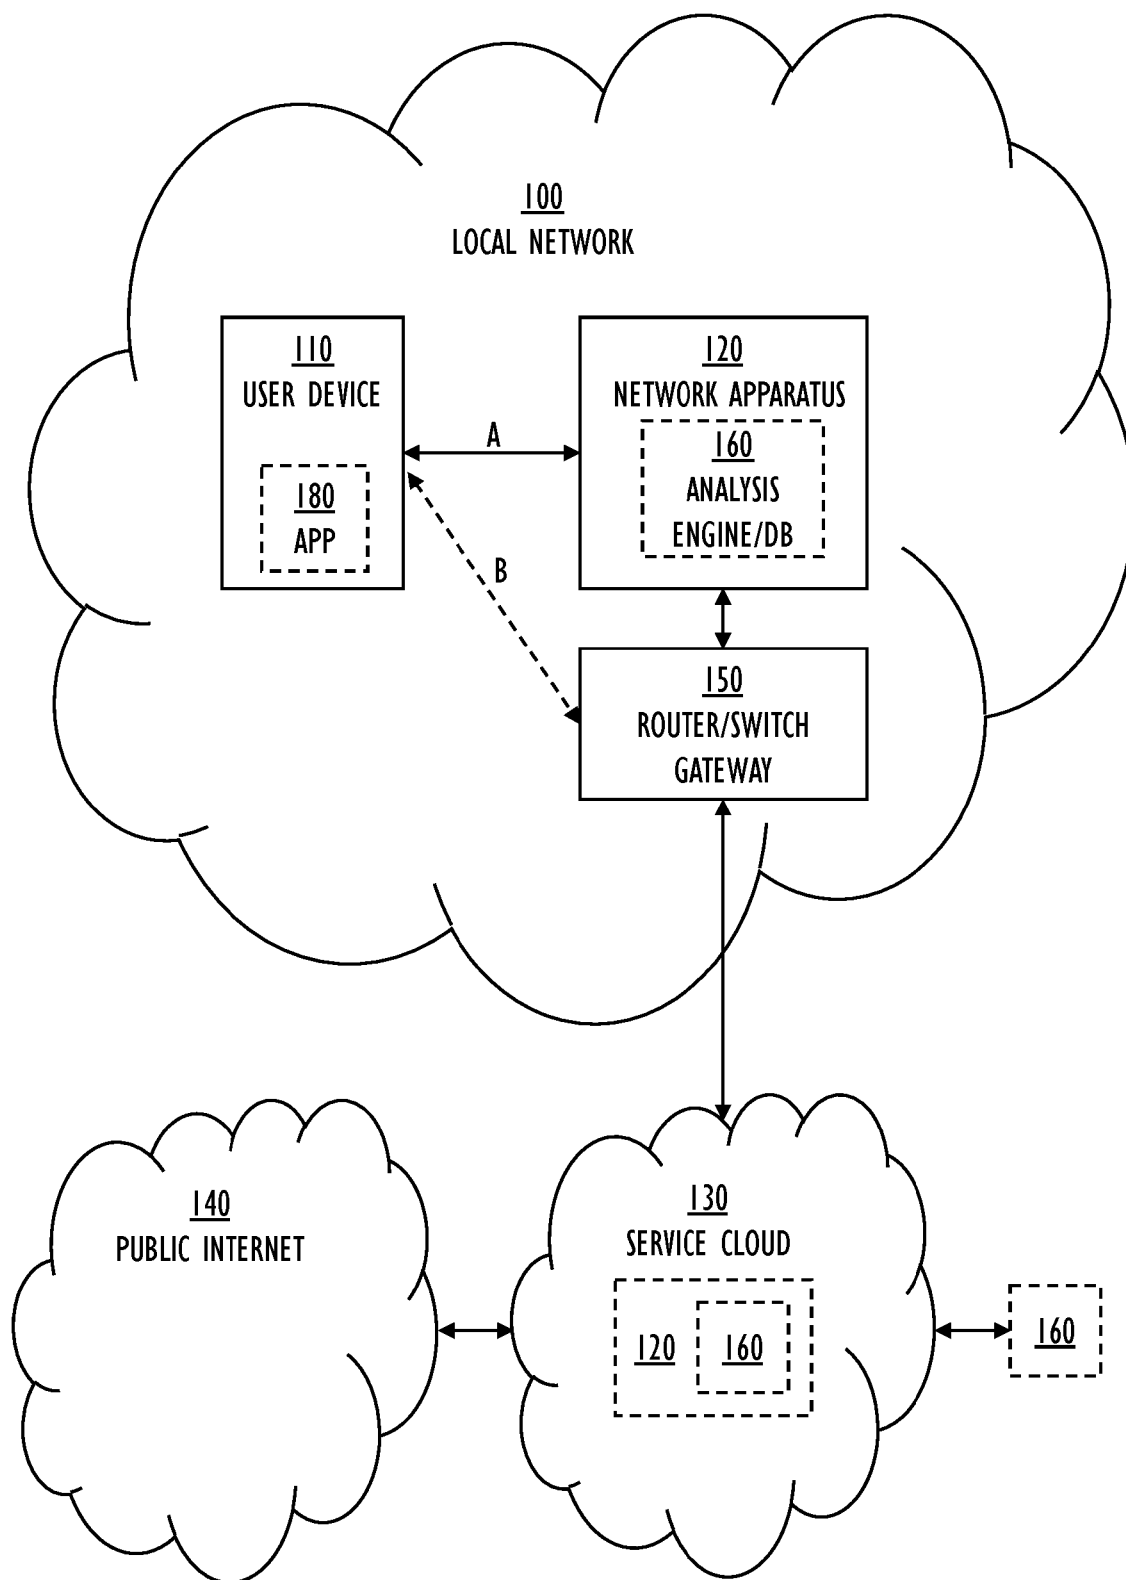 100
LOCAL NETWORK
110
USER DEVICE
180
APP
A
B
120
NETWORK APPARATUS
160
ANALYSIS
ENGINE/DB
150
ROUTER/SWITCH
GATEWAY
140
PUBLIC INTERNET
130
SERVICE CLOUD
120
160
160